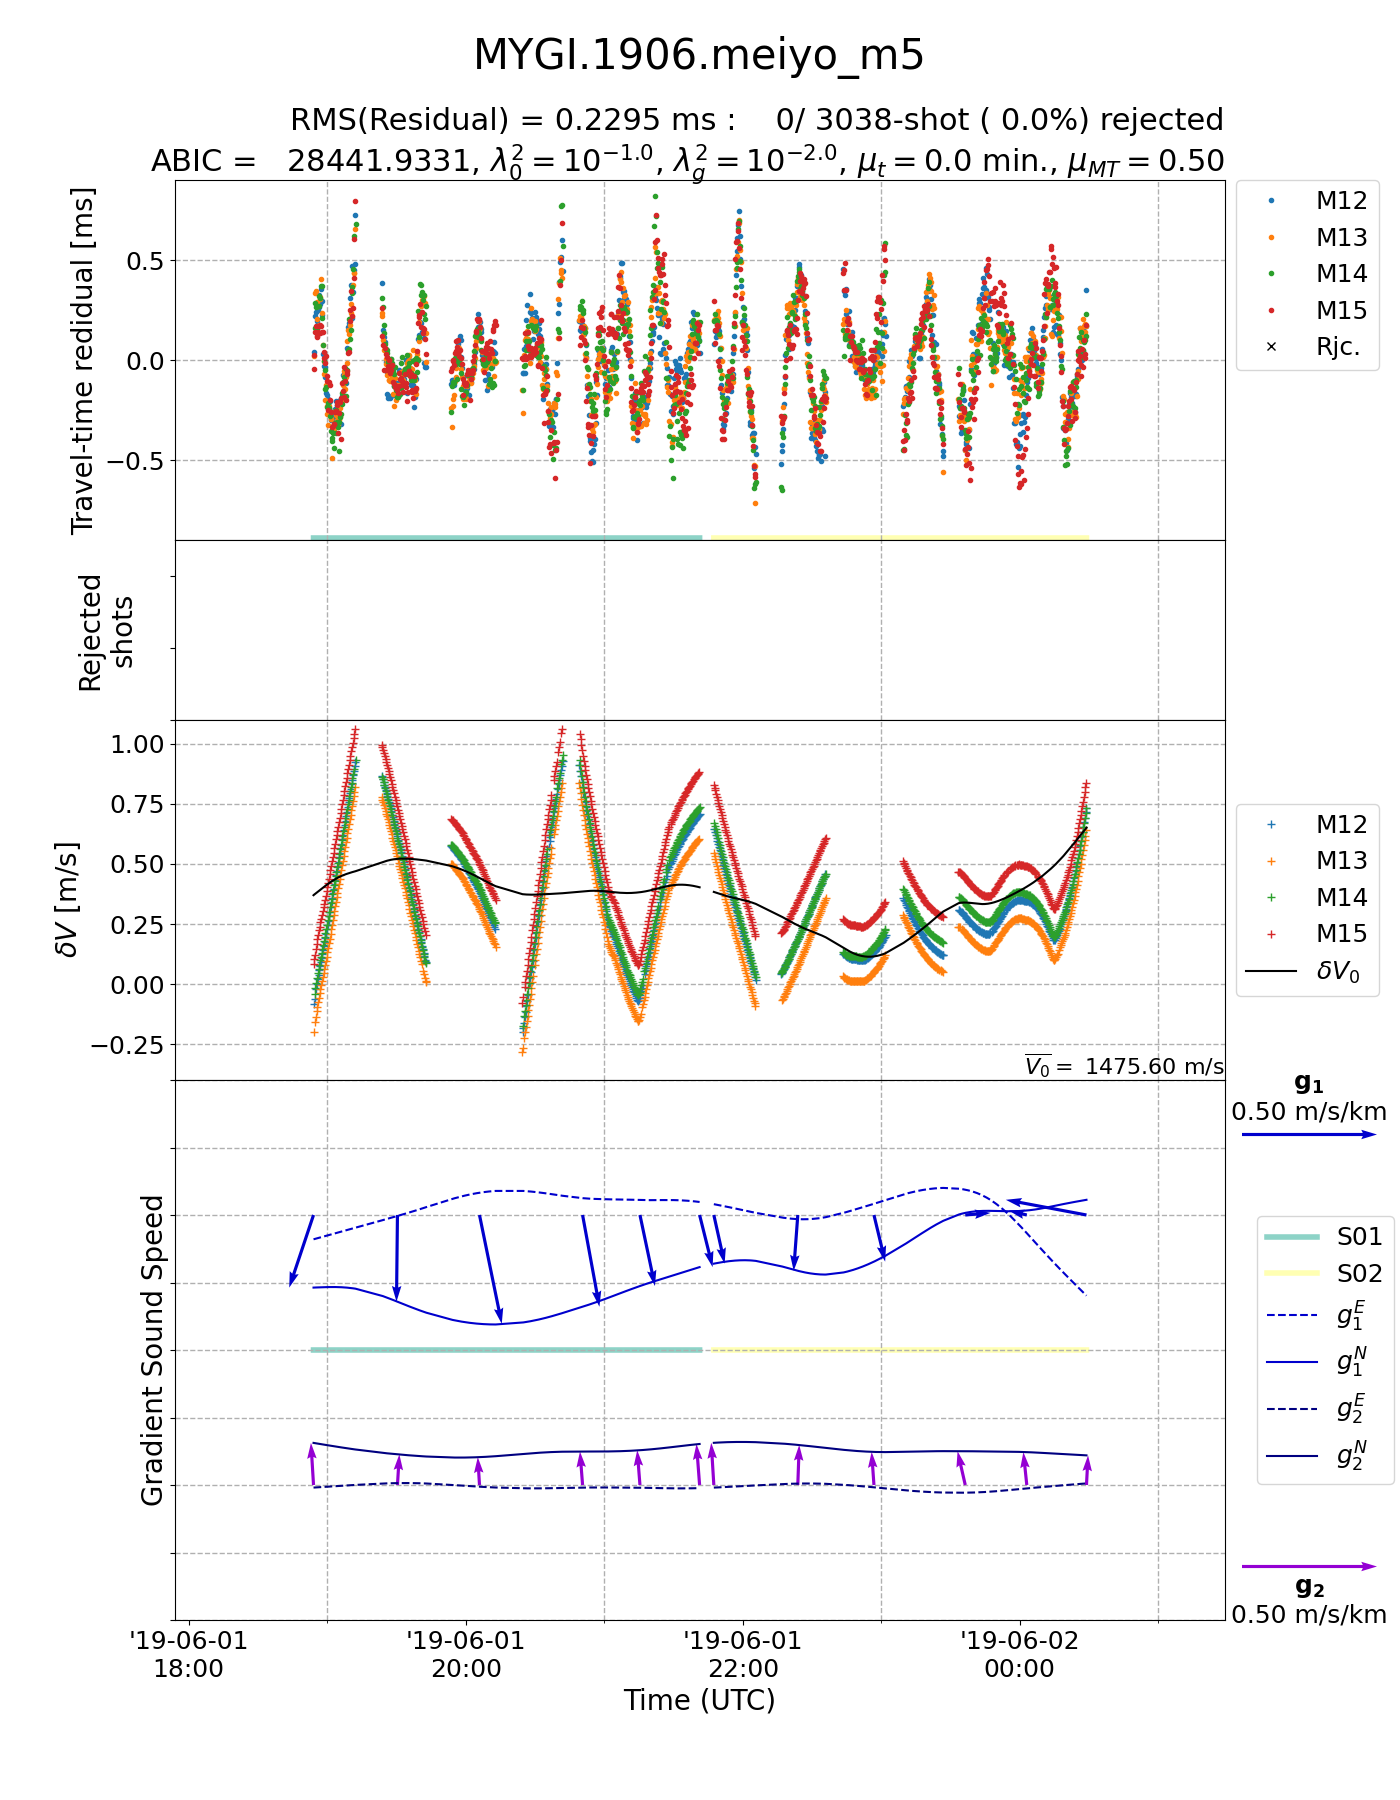 MYGI.1906.meiyo_m5
RMS(Residual) = 0.2295 ms :    0/ 3038-shot ( 0.0%) rejected
ABIC =   28441.9331, λ₀² = 10⁻¹·⁰, λ_g² = 10⁻²·⁰, μ_t = 0.0 min., μ_MT = 0.50
Travel-time redidual [ms]
0.5
0.0
−0.5
M12
M13
M14
M15
Rjc.
Rejected
shots
δV [m/s]
1.00
0.75
0.50
0.25
0.00
−0.25
M12
M13
M14
M15
δV₀
V̅₀ = 1475.60 m/s
g₁
0.50 m/s/km
Gradient Sound Speed
S01
S02
g₁ᴱ
g₁ᴺ
g₂ᴱ
g₂ᴺ
g₂
0.50 m/s/km
'19-06-01
18:00
'19-06-01
20:00
'19-06-01
22:00
'19-06-02
00:00
Time (UTC)